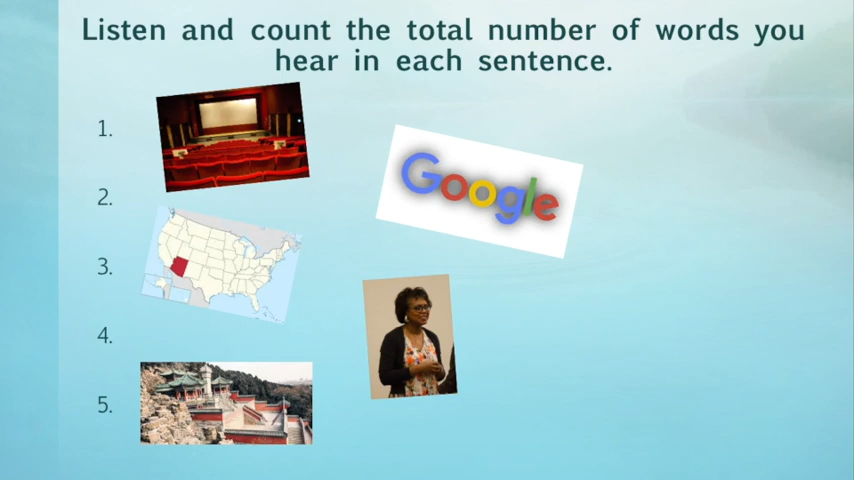 Listen and count the total number of words you
hear in each sentence.
1.
Google
2.
3.
4.
5.